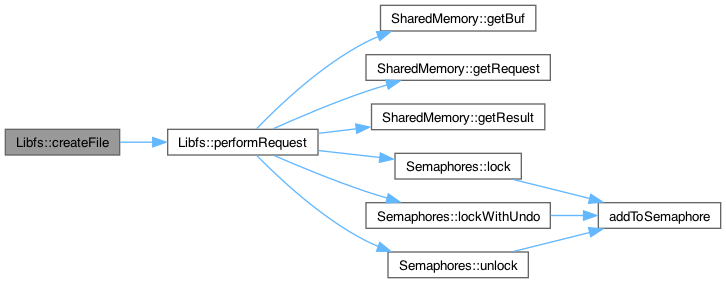 Libfs::createFile
Libfs::performRequest
SharedMemory::getBuf
SharedMemory::getRequest
SharedMemory::getResult
Semaphores::lock
Semaphores::lockWithUndo
Semaphores::unlock
addToSemaphore